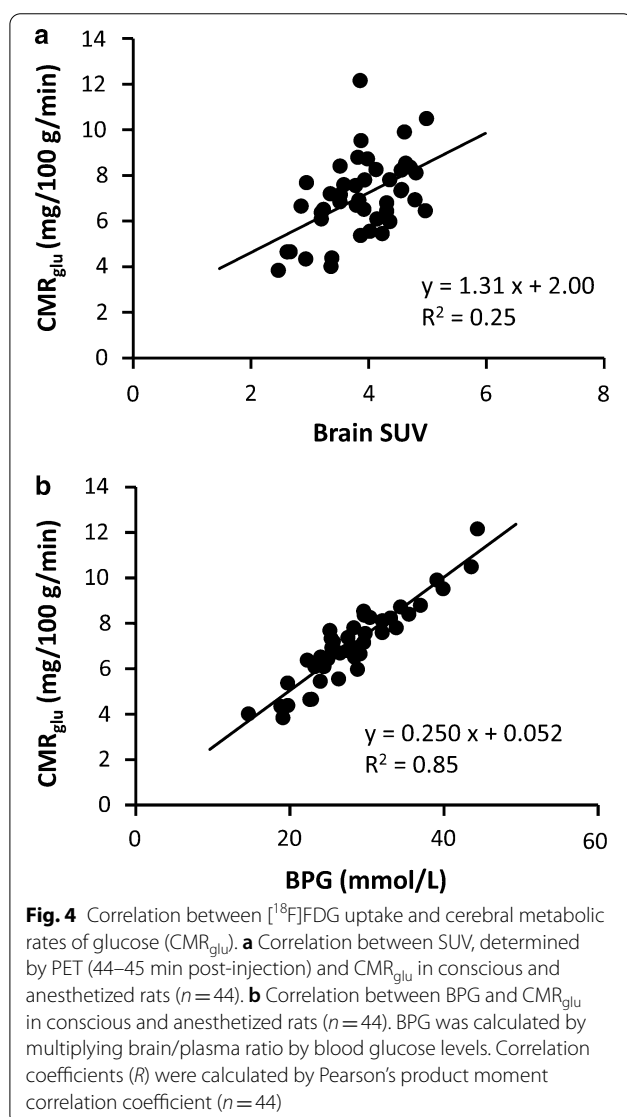 a
14
12
10
8
6
4
2
0
CMR_glu (mg/100 g/min)
y = 1.31 x + 2.00
R² = 0.25
0 2 4 6 8
Brain SUV
b
14
12
10
8
6
4
2
0
CMR_glu (mg/100 g/min)
y = 0.250 x + 0.052
R² = 0.85
0 20 40 60
BPG (mmol/L)
Fig. 4 Correlation between [¹⁸F]FDG uptake and cerebral metabolic
rates of glucose (CMR_glu). a Correlation between SUV, determined
by PET (44–45 min post-injection) and CMR_glu in conscious and
anesthetized rats (n = 44). b Correlation between BPG and CMR_glu
in conscious and anesthetized rats (n = 44). BPG was calculated by
multiplying brain/plasma ratio by blood glucose levels. Correlation
coefficients (R) were calculated by Pearson's product moment
correlation coefficient (n = 44)